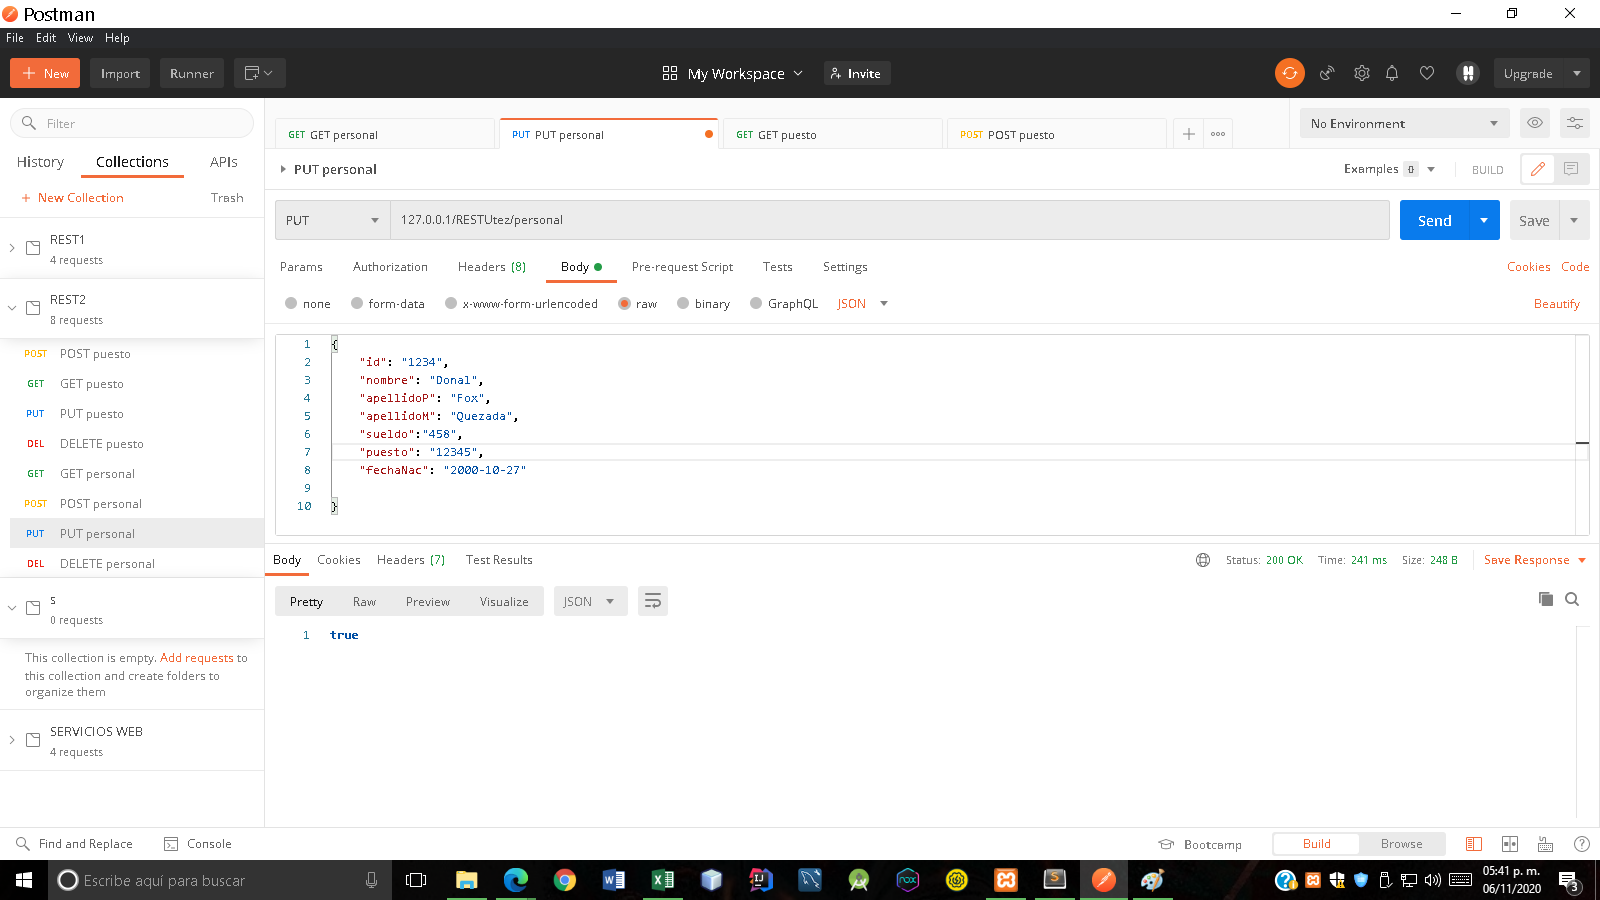 Postman
File Edit View Help
New Import Runner My Workspace Invite Upgrade
Filter
History Collections APIs
New Collection Trash
REST1
4 requests
REST2
8 requests
POST POST puesto
GET GET puesto
PUT PUT puesto
DEL DELETE puesto
GET GET personal
POST POST personal
PUT PUT personal
DEL DELETE personal
s
0 requests
This collection is empty. Add requests to
this collection and create folders to
organize them
SERVICIOS WEB
4 requests
GET GET personal PUT PUT personal GET GET puesto POST POST puesto No Environment
PUT personal Examples 0 BUILD
PUT 127.0.0.1/RESTUtez/personal Send Save
Params Authorization Headers (8) Body Pre-request Script Tests Settings Cookies Code
none form-data x-www-form-urlencoded raw binary GraphQL JSON Beautify
1 {
2 "id": "1234",
3 "nombre": "Donal",
4 "apellidoP": "Fox",
5 "apellidoM": "Quezada",
6 "sueldo":"458",
7 "puesto": "12345",
8 "fechaNac": "2000-10-27"
9
10 }
Body Cookies Headers (7) Test Results Status: 200 OK Time: 241 ms Size: 248 B Save Response
Pretty Raw Preview Visualize JSON
1 true
Find and Replace Console Bootcamp Build Browse
Escribe aquí para buscar
05:41 p. m.
06/11/2020
3